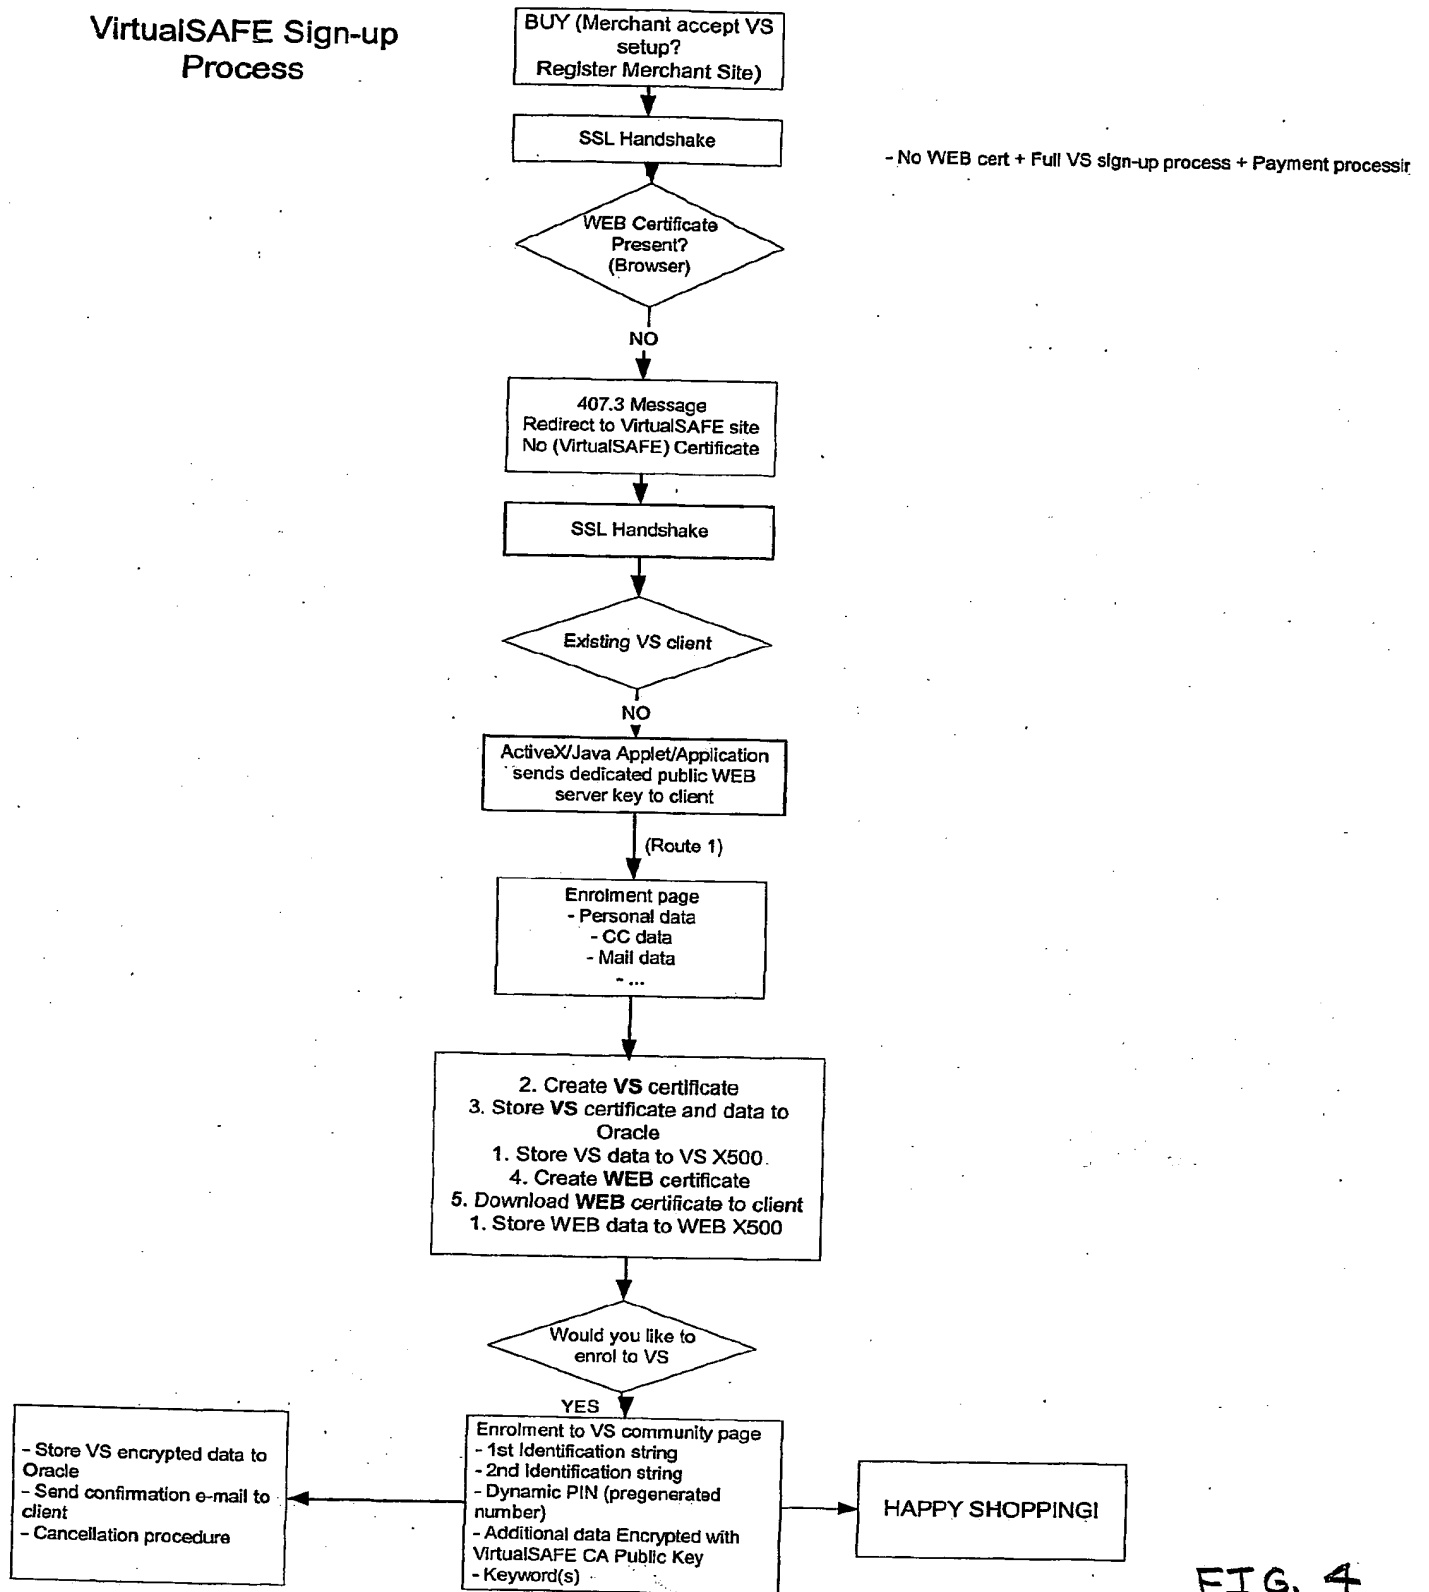 VirtualSAFE Sign-up
Process
BUY (Merchant accept VS
setup?
Register Merchant Site)
SSL Handshake
- No WEB cert + Full VS sign-up process + Payment processir
WEB Certificate
Present?
(Browser)
NO
407.3 Message
Redirect to VirtualSAFE site
No (VirtualSAFE) Certificate
SSL Handshake
Existing VS client
NO
ActiveX/Java Applet/Application
sends dedicated public WEB
server key to client
(Route 1)
Enrolment page
- Personal data
- CC data
- Mail data
- ...
2. Create VS certificate
3. Store VS certificate and data to
Oracle
1. Store VS data to VS X500
4. Create WEB certificate
5. Download WEB certificate to client
1. Store WEB data to WEB X500
Would you like to
enrol to VS
YES
Enrolment to VS community page
- 1st Identification string
- 2nd Identification string
- Dynamic PIN (pregenerated
number)
- Additional data Encrypted with
VirtualSAFE CA Public Key
- Keyword(s)
- Store VS encrypted data to
Oracle
- Send confirmation e-mail to
client
- Cancellation procedure
HAPPY SHOPPING!
FIG. 4